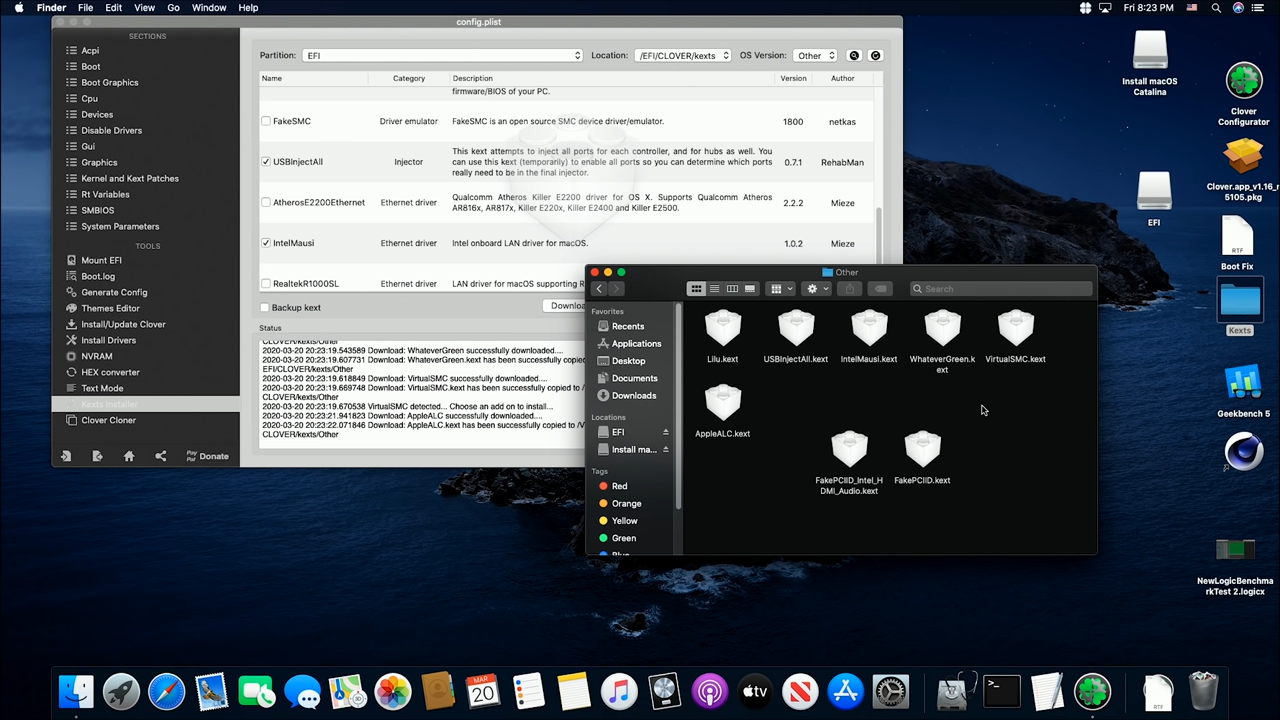 Finder File Edit View Go Window Help
Fri 8:23 PM
config.plist
SECTIONS
Acpi
Boot
Boot Graphics
Cpu
Devices
Disable Drivers
Gui
Graphics
Kernel and Kext Patches
Rt Variables
SMBIOS
System Parameters
TOOLS
Mount EFI
Boot.log
Generate Config
Themes Editor
Install/Update Clover
Install Drivers
NVRAM
HEX converter
Text Mode
Kexts Installer
Clover Cloner
Pay Pal Donate
Partition: EFI Location: /EFI/CLOVER/kexts OS Version: Other
Name Category Description Version Author
firmware/BIOS of your PC.
FakeSMC Driver emulator FakeSMC is an open source SMC device driver/emulator. 1800 netkas
USBInjectAll Injector This kext attempts to inject all ports for each controller, and for hubs as well. You
can use this kext (temporarily) to enable all ports so you can determine which ports
really need to be in the final injector. 0.7.1 RehabMan
AtherosE2200Ethernet Ethernet driver Qualcomm Atheros Killer E2200 driver for OS X. Supports Qualcomm Atheros
AR816x, AR817x, Killer E220x, Killer E2400 and Killer E2500. 2.2.2 Mieze
IntelMausi Ethernet driver Intel onboard LAN driver for macOS. 1.0.2 Mieze
RealtekR1000SL Ethernet driver LAN driver for macOS supporting R
Backup kext Downloa
Status
2020-03-20 20:23:19.543589 Download: WhateverGreen successfully downloaded....
2020-03-20 20:23:19.607731 Download: WhateverGreen.kext has been successfully copied to
EFI/CLOVER/kexts/Other
2020-03-20 20:23:19.618849 Download: VirtualSMC successfully downloaded....
2020-03-20 20:23:19.669748 Download: VirtualSMC.kext has been successfully copied to /V
CLOVER/kexts/Other
2020-03-20 20:23:19.670538 VirtualSMC detected... Choose an add on to install...
2020-03-20 20:23:21.941823 Download: AppleALC successfully downloaded....
2020-03-20 20:23:22.071846 Download: AppleALC.kext has been successfully copied to /V
CLOVER/kexts/Other
Other
Search
Favorites
Recents
Applications
Desktop
Documents
Downloads
Locations
EFI
Install ma...
Tags
Red
Orange
Yellow
Green
Blue
Lilu.kext
USBInjectAll.kext
IntelMausi.kext
WhateverGreen.k
ext
VirtualSMC.kext
AppleALC.kext
FakePCIID_Intel_H
DMI_Audio.kext
FakePCIID.kext
Install macOS
Catalina
EFI
Clover
Configurator
Clover.app_v1.16_r
5105.pkg
RTF
Boot Fix
Kexts
Geekbench 5
NewLogicBenchma
rkTest 2.logicx
MAR
20
tv
RTF